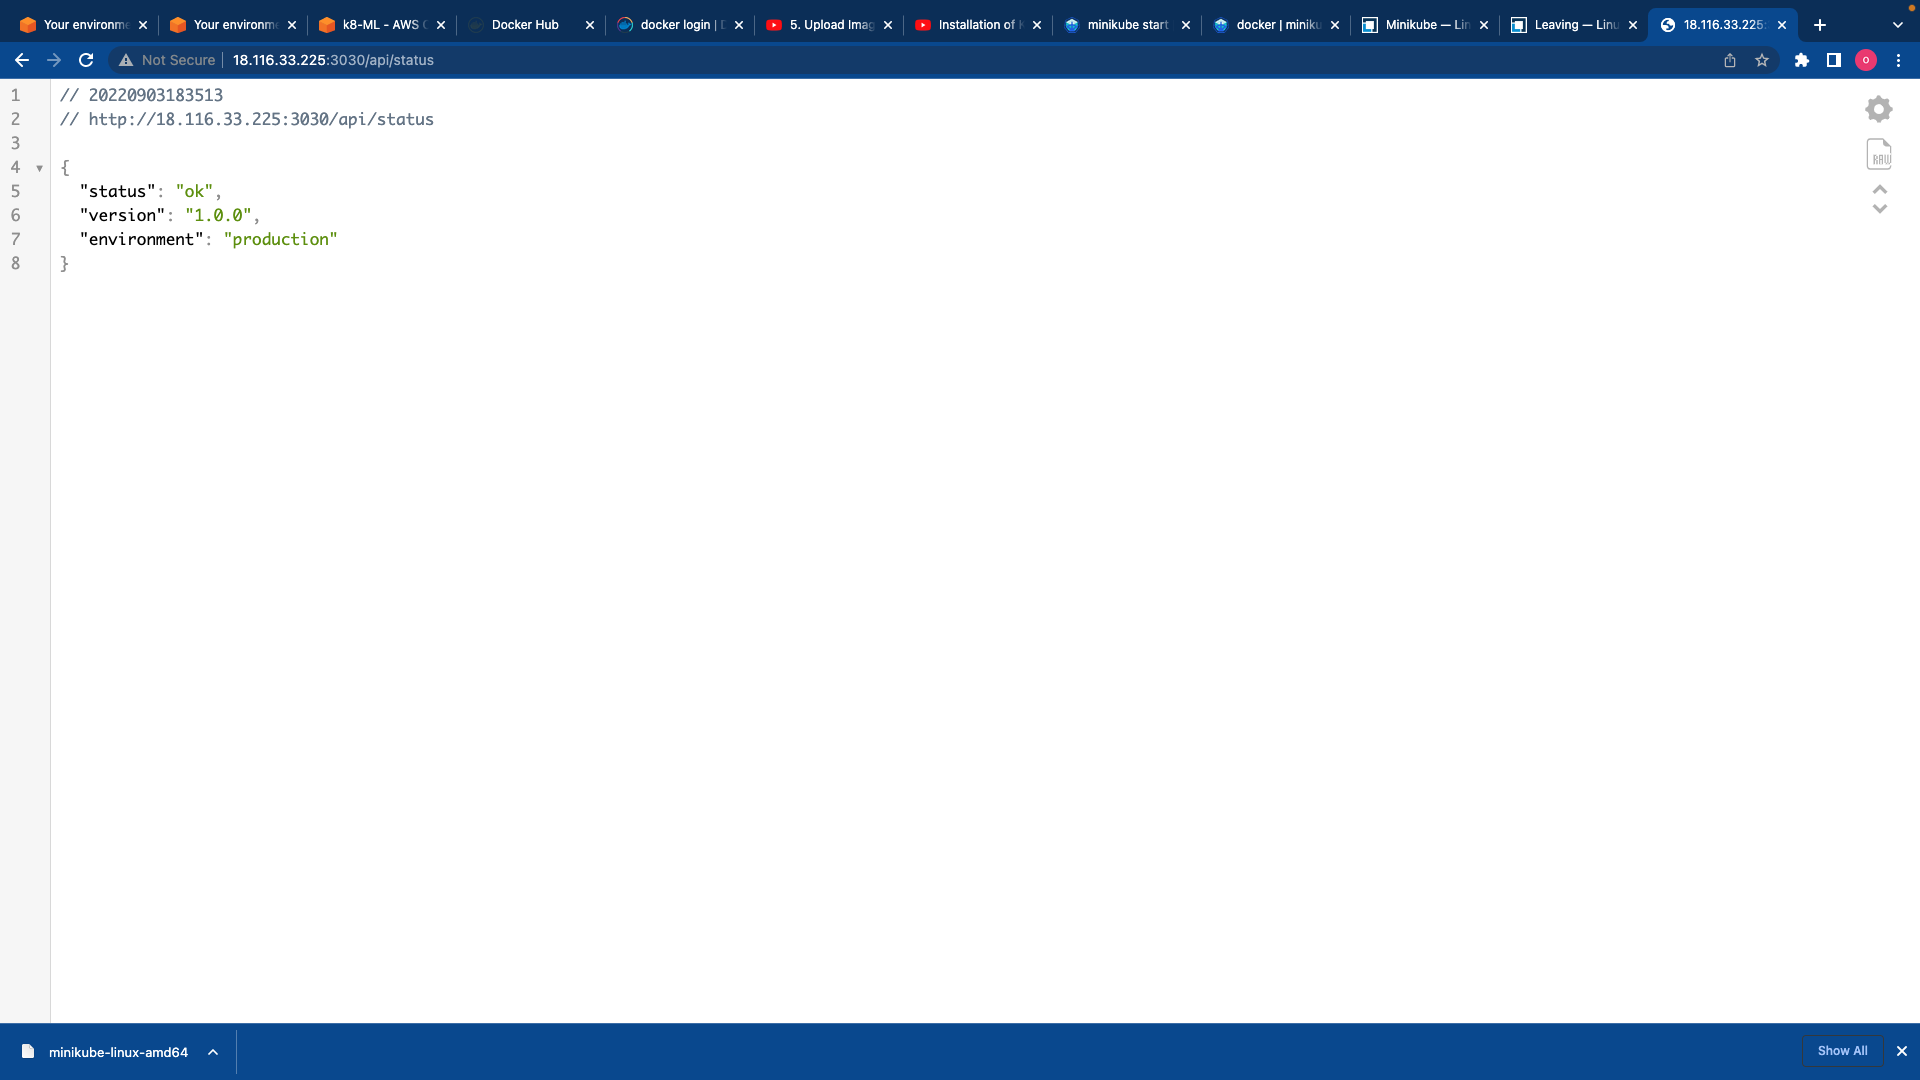 Your environme
Your environme
k8-ML - AWS C
Docker Hub
docker login | D
5. Upload Imag
Installation of K
minikube start
docker | miniku
Minikube — Lin
Leaving — Linu
18.116.33.225:
Not Secure
18.116.33.225:3030/api/status
O
1 // 20220903183513
2 // http://18.116.33.225:3030/api/status
3
4 {
5 "status": "ok",
6 "version": "1.0.0",
7 "environment": "production"
8 }
RAW
minikube-linux-amd64
Show All